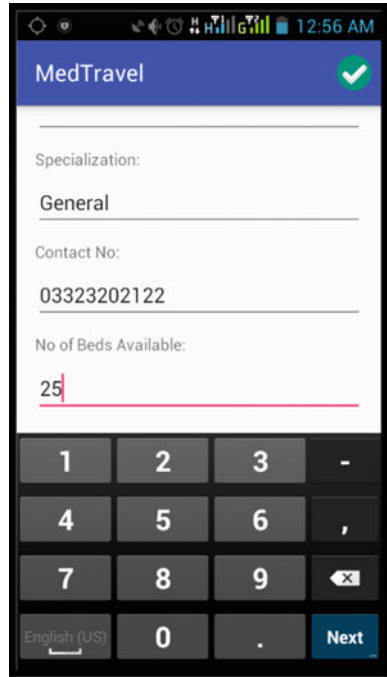 H G 12:56 AM
MedTravel
Specialization:
General
Contact No:
03323202122
No of Beds Available:
25
1 2 3 -
4 5 6 ,
7 8 9
English (US) 0 . Next